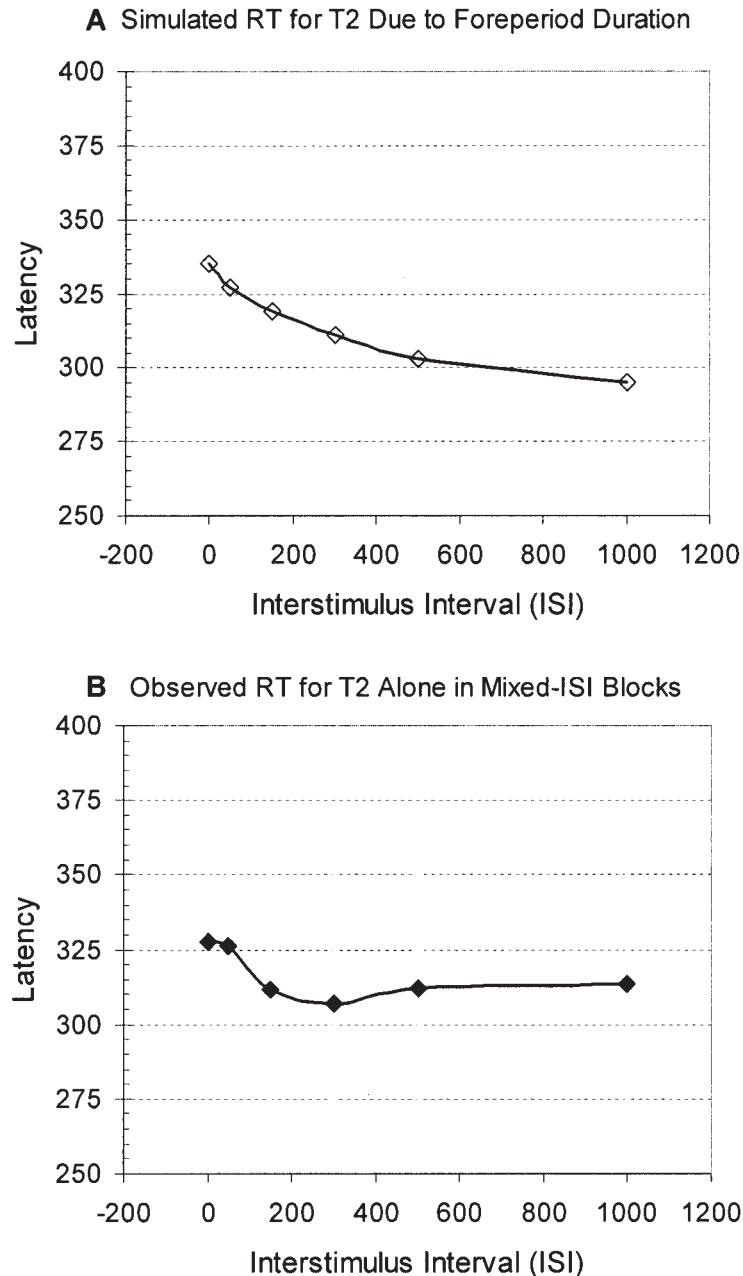 A Simulated RT for T2 Due to Foreperiod Duration
400
375
350
325
300
275
250
Latency
-200 0 200 400 600 800 1000 1200
Interstimulus Interval (ISI)
B Observed RT for T2 Alone in Mixed-ISI Blocks
400
375
350
325
300
275
250
Latency
-200 0 200 400 600 800 1000 1200
Interstimulus Interval (ISI)